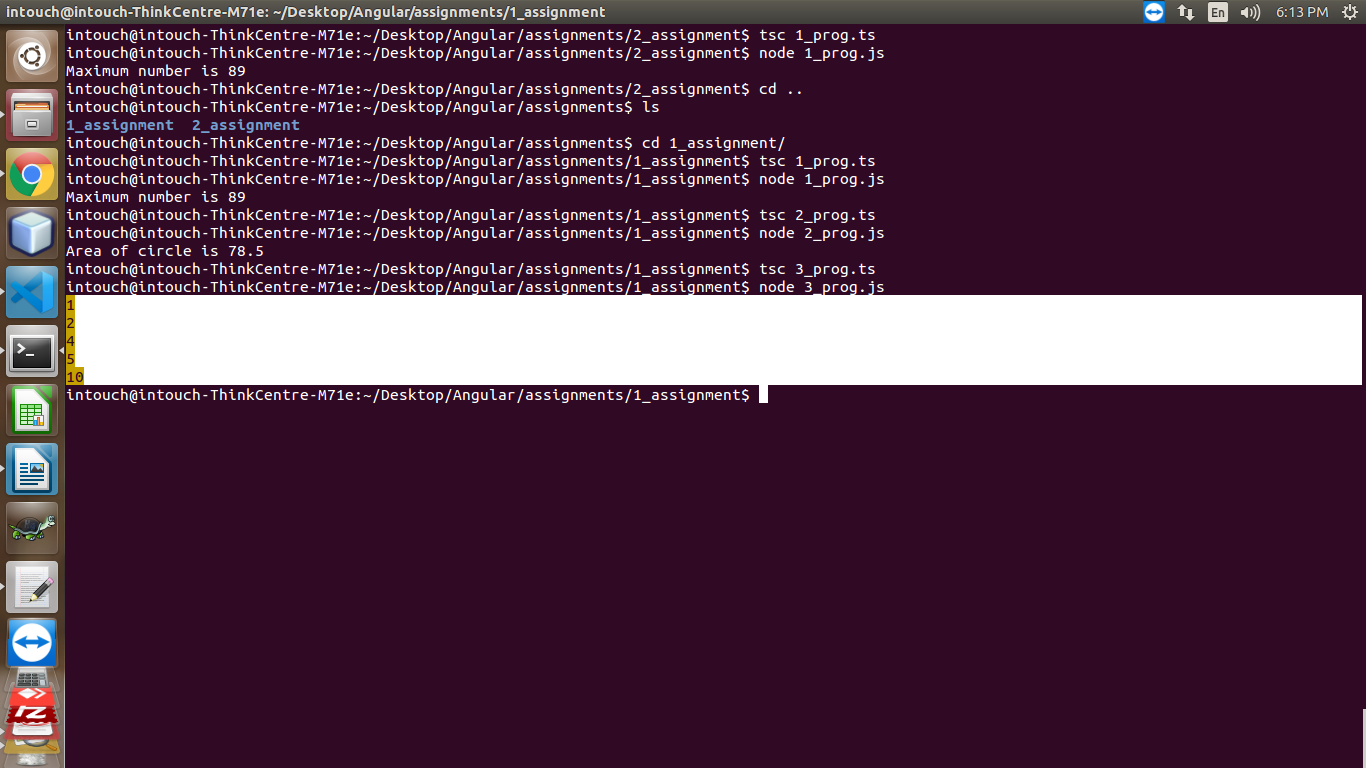 intouch@intouch-ThinkCentre-M71e: ~/Desktop/Angular/assignments/1_assignment
En
6:13 PM
intouch@intouch-ThinkCentre-M71e:~/Desktop/Angular/assignments/2_assignment$ tsc 1_prog.ts
intouch@intouch-ThinkCentre-M71e:~/Desktop/Angular/assignments/2_assignment$ node 1_prog.js
Maximum number is 89
intouch@intouch-ThinkCentre-M71e:~/Desktop/Angular/assignments/2_assignment$ cd ..
intouch@intouch-ThinkCentre-M71e:~/Desktop/Angular/assignments$ ls
1_assignment  2_assignment
intouch@intouch-ThinkCentre-M71e:~/Desktop/Angular/assignments$ cd 1_assignment/
intouch@intouch-ThinkCentre-M71e:~/Desktop/Angular/assignments/1_assignment$ tsc 1_prog.ts
intouch@intouch-ThinkCentre-M71e:~/Desktop/Angular/assignments/1_assignment$ node 1_prog.js
Maximum number is 89
intouch@intouch-ThinkCentre-M71e:~/Desktop/Angular/assignments/1_assignment$ tsc 2_prog.ts
intouch@intouch-ThinkCentre-M71e:~/Desktop/Angular/assignments/1_assignment$ node 2_prog.js
Area of circle is 78.5
intouch@intouch-ThinkCentre-M71e:~/Desktop/Angular/assignments/1_assignment$ tsc 3_prog.ts
intouch@intouch-ThinkCentre-M71e:~/Desktop/Angular/assignments/1_assignment$ node 3_prog.js
1
2
4
5
10
intouch@intouch-ThinkCentre-M71e:~/Desktop/Angular/assignments/1_assignment$